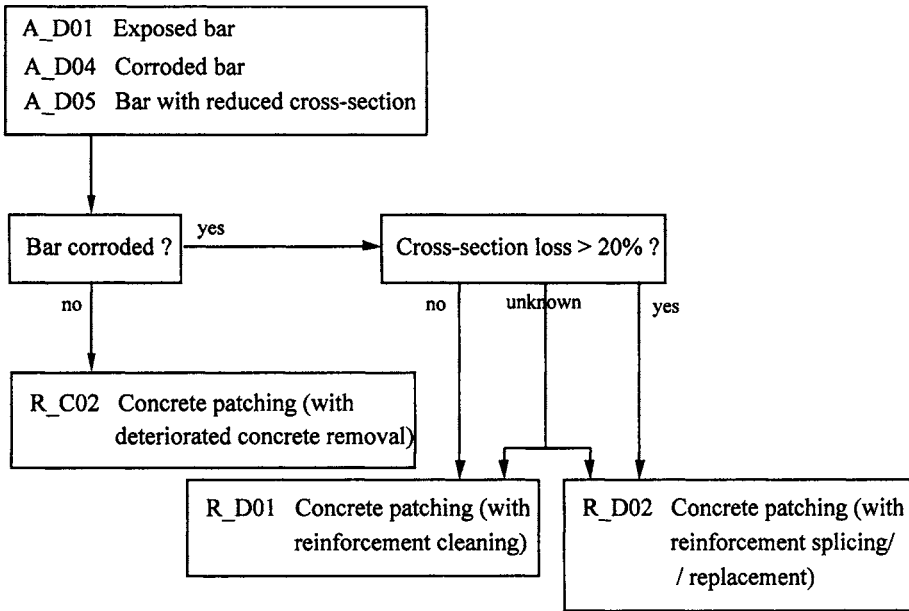 A_D01 Exposed bar
A_D04 Corroded bar
A_D05 Bar with reduced cross-section
Bar corroded ?
yes
Cross-section loss > 20% ?
no
no
unknown
yes
R_C02 Concrete patching (with
deteriorated concrete removal)
R_D01 Concrete patching (with
reinforcement cleaning)
R_D02 Concrete patching (with
reinforcement splicing/
/ replacement)